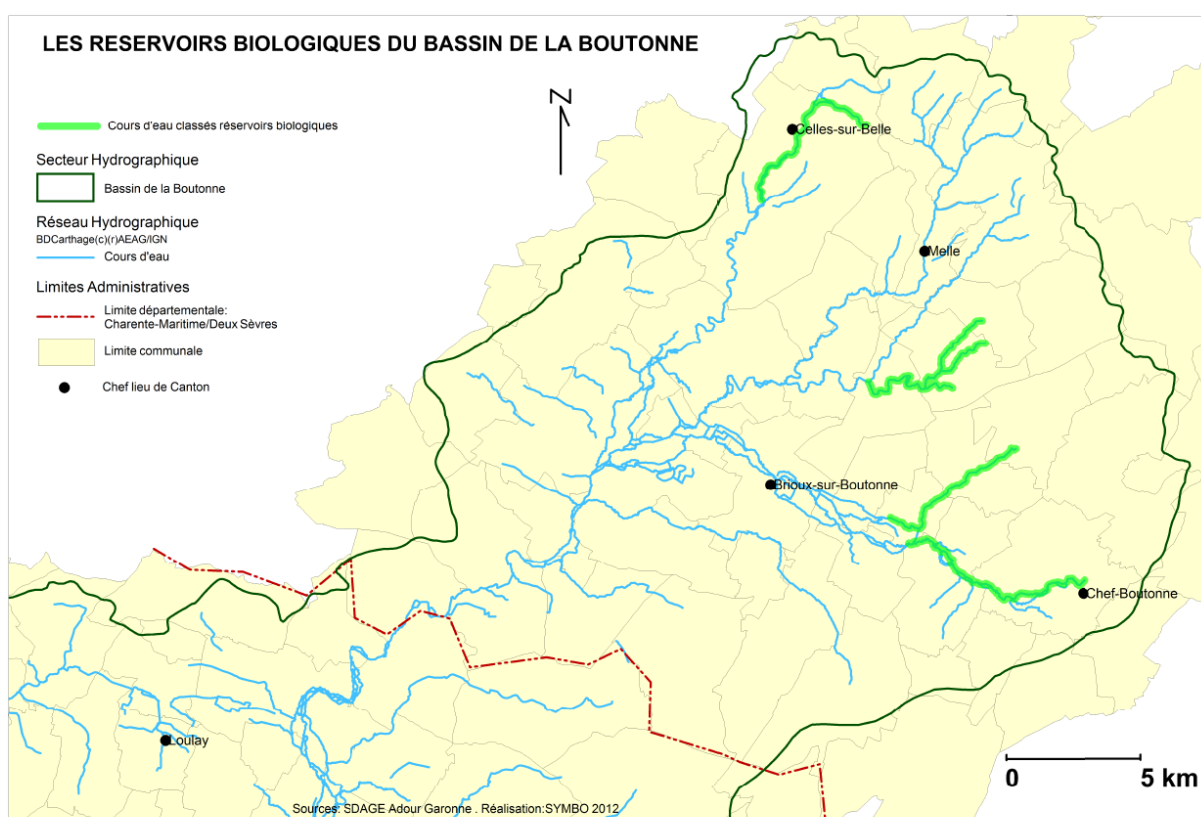 LES RESERVOIRS BIOLOGIQUES DU BASSIN DE LA BOUTONNE
N
Cours d'eau classés réservoirs biologiques
Secteur Hydrographique
Bassin de la Boutonne
Réseau Hydrographique
BDCarthage(c)(r)AEAG/IGN
Cours d'eau
Limites Administratives
Limite départementale:
Charente-Maritime/Deux Sèvres
Limite communale
Chef lieu de Canton
Celles-sur-Belle
Melle
Brioux-sur-Boutonne
Chef-Boutonne
Loulay
0 5 km
Sources: SDAGE Adour Garonne . Réalisation:SYMBO 2012